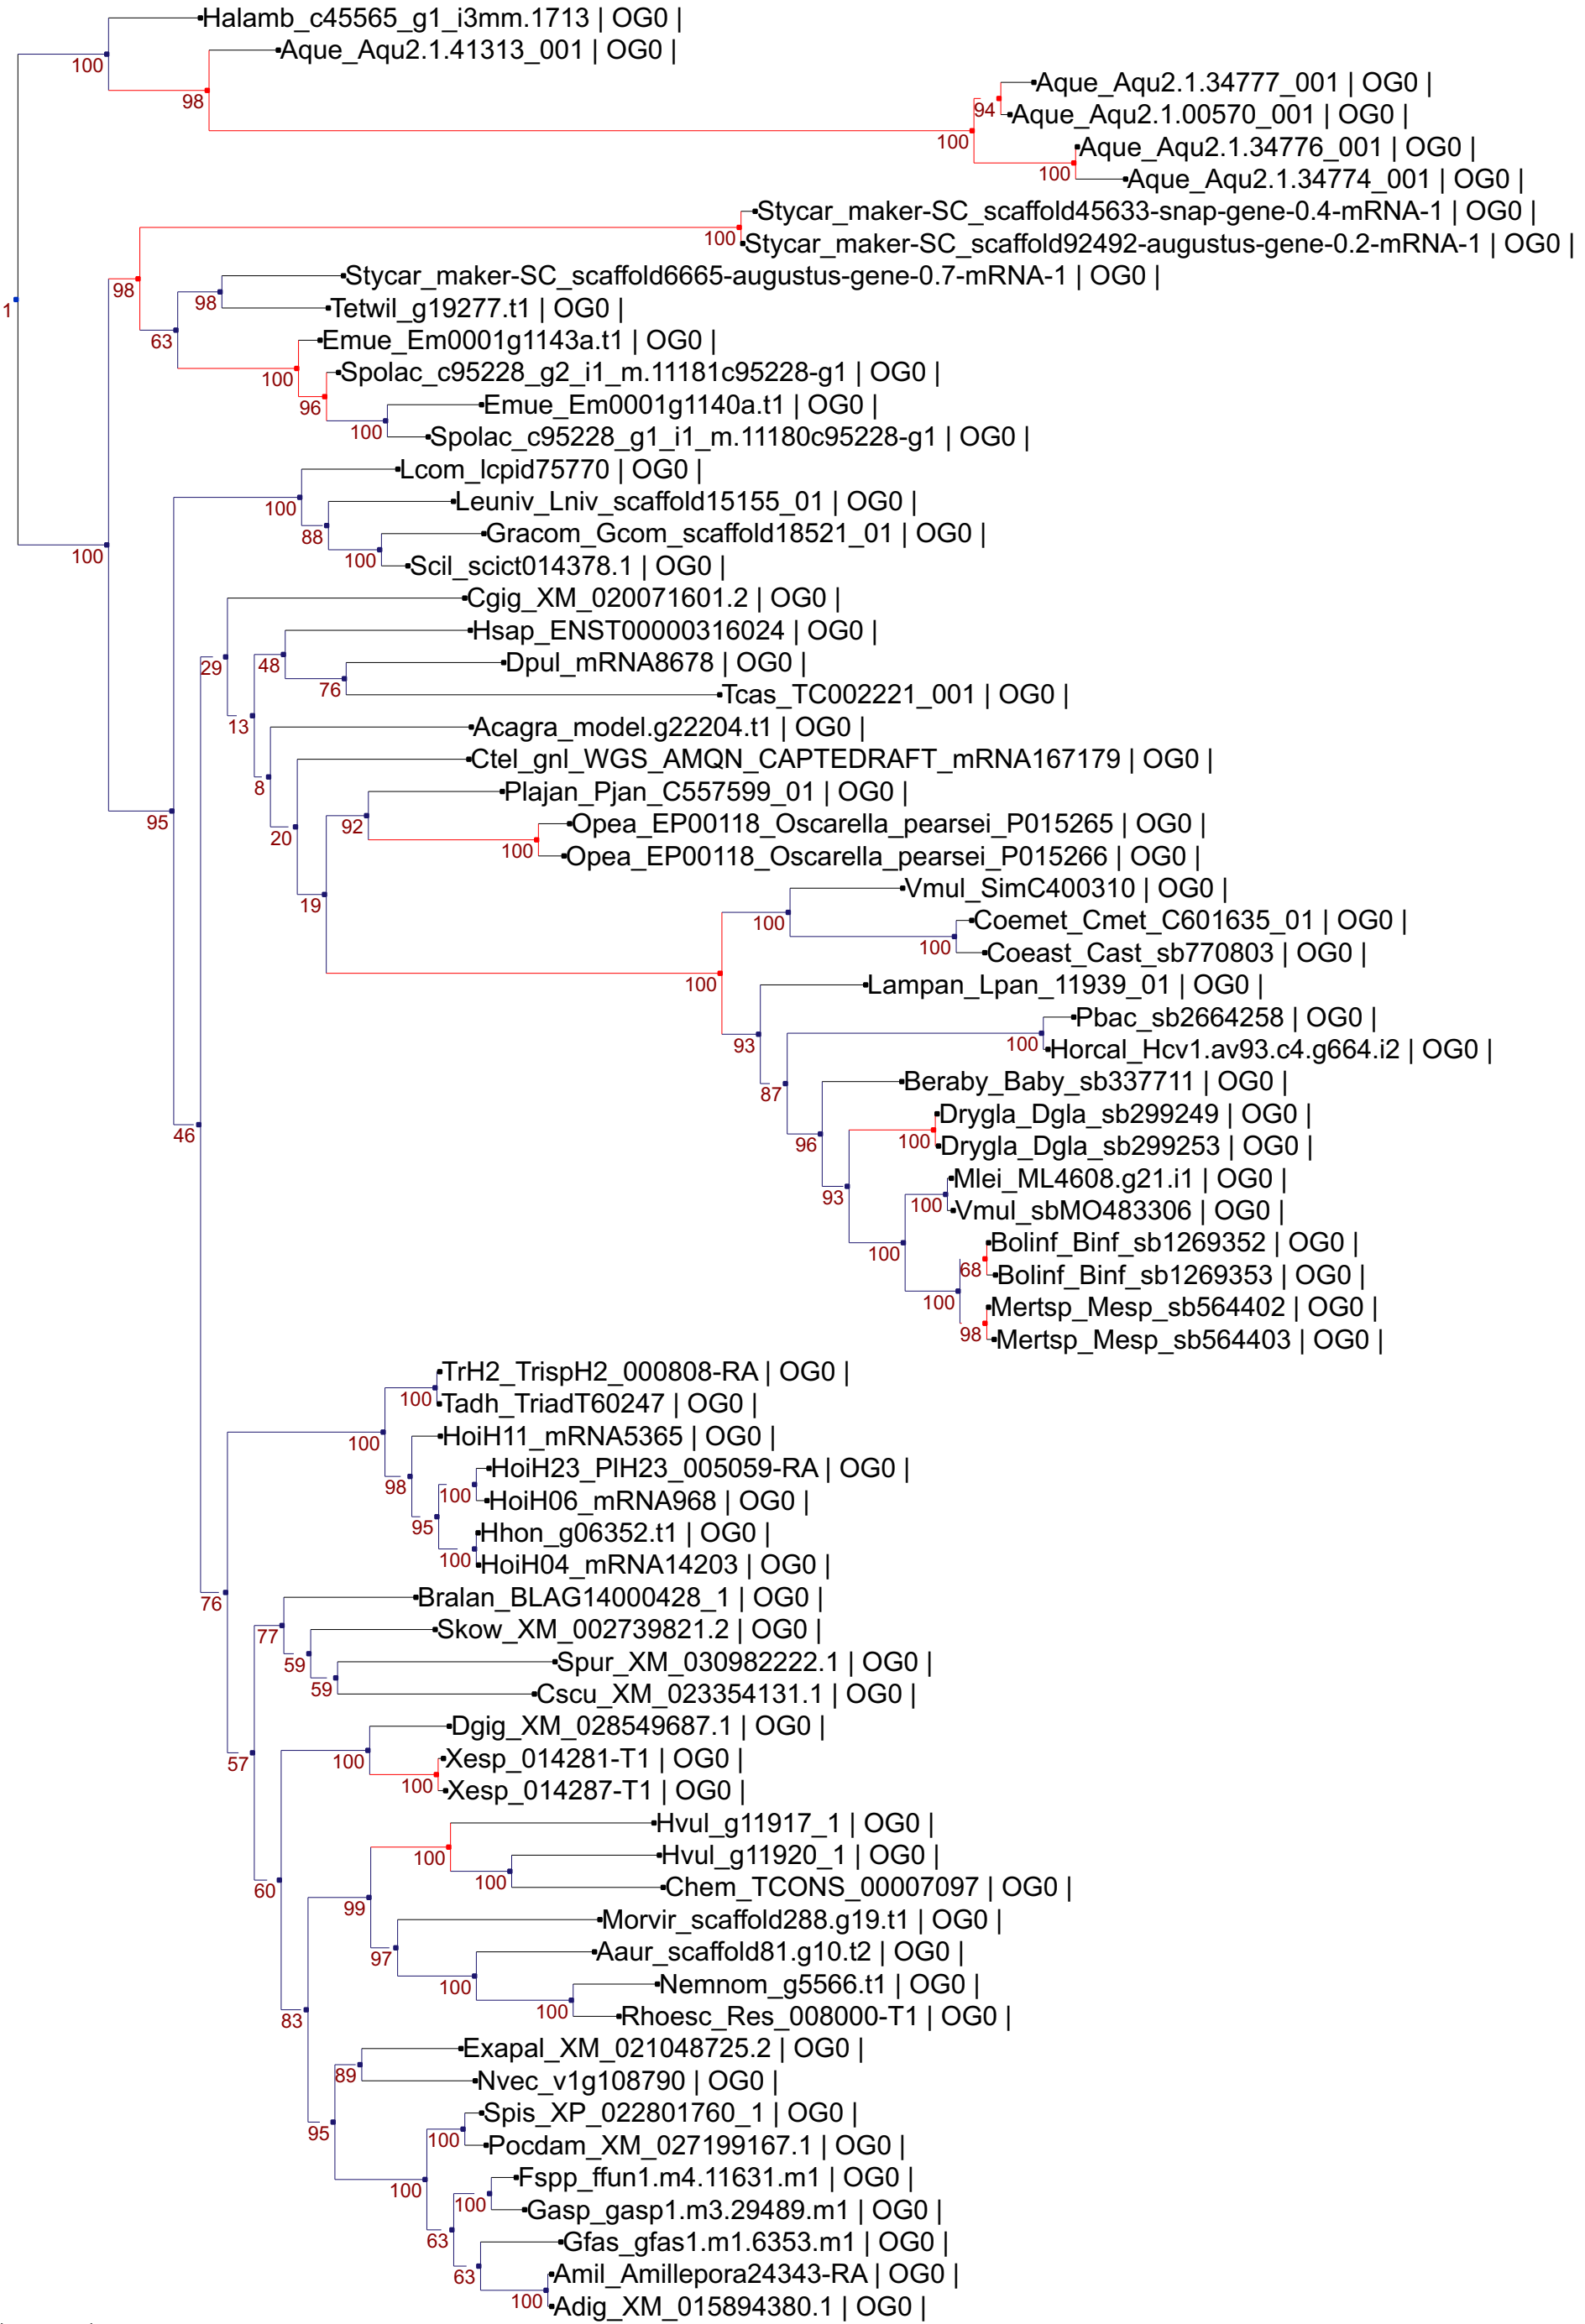 Halamb_c45565_g1_i3mm.1713 | OG0 |
Aque_Aqu2.1.41313_001 | OG0 |
100
Aque_Aqu2.1.34777_001 | OG0 |
98
94
Aque_Aqu2.1.00570_001 | OG0 |
100
Aque_Aqu2.1.34776_001 | OG0 |
100
Aque_Aqu2.1.34774_001 | OG0 |
Stycar_maker-SC_scaffold45633-snap-gene-0.4-mRNA-1 | OG0 |
100
Stycar_maker-SC_scaffold92492-augustus-gene-0.2-mRNA-1 | OG0 |
Stycar_maker-SC_scaffold6665-augustus-gene-0.7-mRNA-1 | OG0 |
98
98
1
Tetwil_g19277.t1 | OG0 |
63
Emue_Em0001g1143a.t1 | OG0 |
100
Spolac_c95228_g2_i1_m.11181c95228-g1 | OG0 |
96
Emue_Em0001g1140a.t1 | OG0 |
100
Spolac_c95228_g1_i1_m.11180c95228-g1 | OG0 |
Lcom_lcpid75770 | OG0 |
100
Leuniv_Lniv_scaffold15155_01 | OG0 |
88
Gracom_Gcom_scaffold18521_01 | OG0 |
100
100
Scil_scict014378.1 | OG0 |
Cgig_XM_020071601.2 | OG0 |
Hsap_ENST00000316024 | OG0 |
29
48
Dpul_mRNA8678 | OG0 |
76
Tcas_TC002221_001 | OG0 |
13
Acagra_model.g22204.t1 | OG0 |
Ctel_gnl_WGS_AMQN_CAPTEDRAFT_mRNA167179 | OG0 |
8
Plajan_Pjan_C557599_01 | OG0 |
95
92
20
Opea_EP00118_Oscarella_pearsei_P015265 | OG0 |
100
Opea_EP00118_Oscarella_pearsei_P015266 | OG0 |
Vmul_SimC400310 | OG0 |
19
100
Coemet_Cmet_C601635_01 | OG0 |
100
Coeast_Cast_sb770803 | OG0 |
100
Lampan_Lpan_11939_01 | OG0 |
Pbac_sb2664258 | OG0 |
93
100
Horcal_Hcv1.av93.c4.g664.i2 | OG0 |
Beraby_Baby_sb337711 | OG0 |
87
Drygla_Dgla_sb299249 | OG0 |
46
96
100
Drygla_Dgla_sb299253 | OG0 |
Mlei_ML4608.g21.i1 | OG0 |
93
100
Vmul_sbMO483306 | OG0 |
Bolinf_Binf_sb1269352 | OG0 |
100
68
Bolinf_Binf_sb1269353 | OG0 |
100
Mertsp_Mesp_sb564402 | OG0 |
98
Mertsp_Mesp_sb564403 | OG0 |
TrH2_TrispH2_000808-RA | OG0 |
100
Tadh_TriadT60247 | OG0 |
HoiH11_mRNA5365 | OG0 |
100
HoiH23_PlH23_005059-RA | OG0 |
98
100
HoiH06_mRNA968 | OG0 |
95
Hhon_g06352.t1 | OG0 |
100
HoiH04_mRNA14203 | OG0 |
Bralan_BLAG14000428_1 | OG0 |
76
Skow_XM_002739821.2 | OG0 |
77
Spur_XM_030982222.1 | OG0 |
59
59
Cscu_XM_023354131.1 | OG0 |
Dgig_XM_028549687.1 | OG0 |
57
100
Xesp_014281-T1 | OG0 |
100
Xesp_014287-T1 | OG0 |
Hvul_g11917_1 | OG0 |
100
Hvul_g11920_1 | OG0 |
100
60
Chem_TCONS_00007097 | OG0 |
99
Morvir_scaffold288.g19.t1 | OG0 |
97
Aaur_scaffold81.g10.t2 | OG0 |
100
Nemnom_g5566.t1 | OG0 |
100
83
Rhoesc_Res_008000-T1 | OG0 |
Exapal_XM_021048725.2 | OG0 |
89
Nvec_v1g108790 | OG0 |
Spis_XP_022801760_1 | OG0 |
95
100
Pocdam_XM_027199167.1 | OG0 |
Fspp_ffun1.m4.11631.m1 | OG0 |
100
100
Gasp_gasp1.m3.29489.m1 | OG0 |
63
Gfas_gfas1.m1.6353.m1 | OG0 |
63
Amil_Amillepora24343-RA | OG0 |
100
Adig_XM_015894380.1 | OG0 |